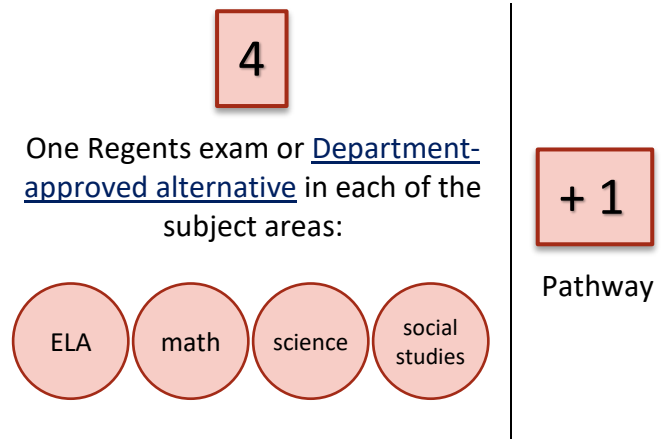 4
One Regents exam or Department-
approved alternative in each of the
subject areas:
ELA
math
science
social
studies
+ 1
Pathway